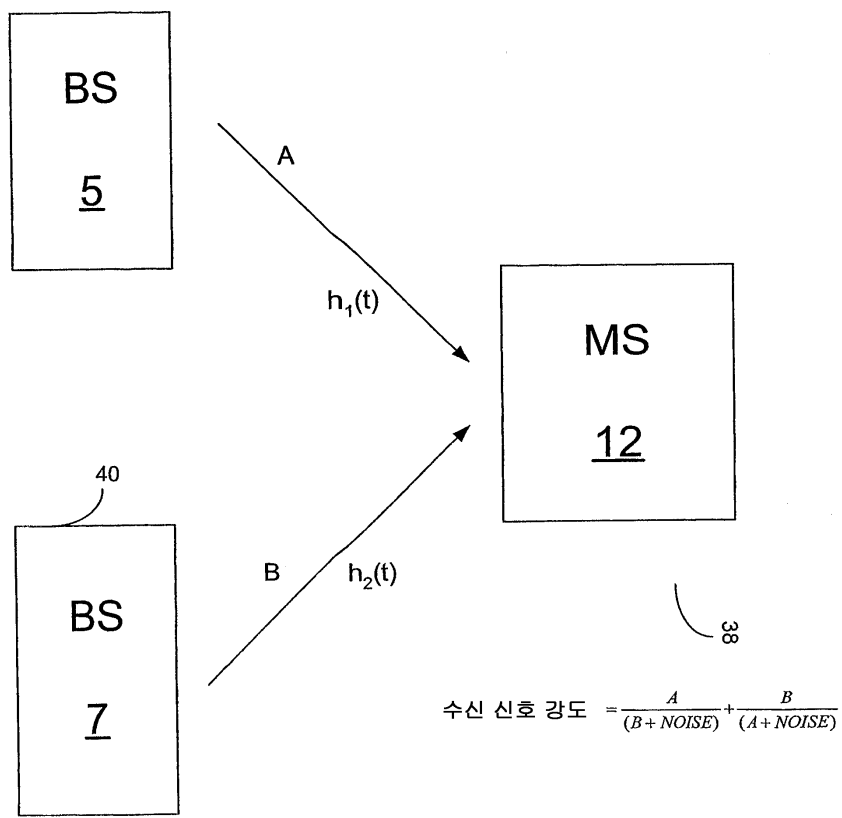 BS
5
A
h₁(t)
MS
12
40
BS
7
B
h₂(t)
38
수신 신호 강도 = A/(B + NOISE) + B/(A + NOISE)